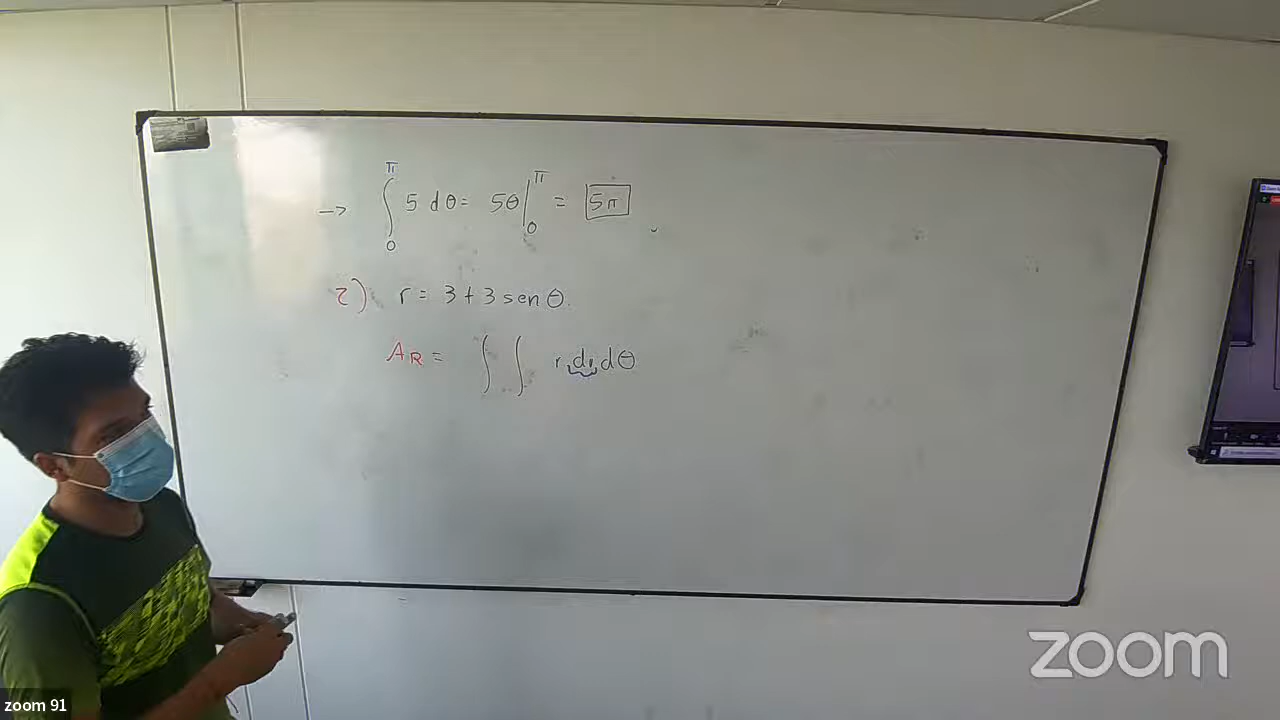 → ∫₀^π 5 dθ = 5θ |₀^π = 5π
2) r = 3 + 3 sen θ.
A_R = ∫ ∫ r dr dθ
zoom
zoom 91